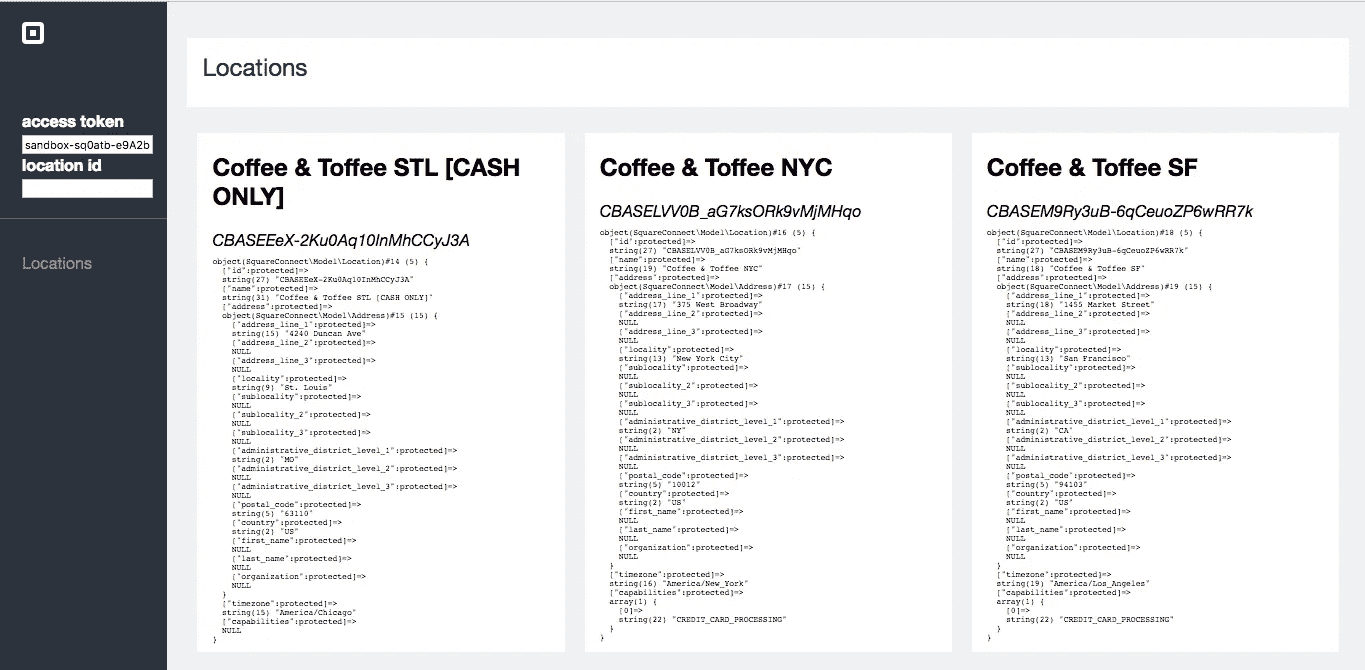 access token
sandbox-sq0atb-e9A2b
location id
Locations
Locations
Coffee & Toffee STL [CASH
ONLY]
CBASEEeX-2Ku0Aq10InMhCCyJ3A
object(SquareConnect\Model\Location)#14 (5) {
["id":protected]=>
string(27) "CBASEEeX-2Ku0Aq10InMhCCyJ3A"
["name":protected]=>
string(31) "Coffee & Toffee STL [CASH ONLY]"
["address":protected]=>
object(SquareConnect\Model\Address)#15 (15) {
["address_line_1":protected]=>
string(15) "4240 Duncan Ave"
["address_line_2":protected]=>
NULL
["address_line_3":protected]=>
NULL
["locality":protected]=>
string(9) "St. Louis"
["sublocality":protected]=>
NULL
["sublocality_2":protected]=>
NULL
["sublocality_3":protected]=>
NULL
["administrative_district_level_1":protected]=>
string(2) "MO"
["administrative_district_level_2":protected]=>
NULL
["administrative_district_level_3":protected]=>
NULL
["postal_code":protected]=>
string(5) "63110"
["country":protected]=>
string(2) "US"
["first_name":protected]=>
NULL
["last_name":protected]=>
NULL
["organization":protected]=>
NULL
}
["timezone":protected]=>
string(15) "America/Chicago"
["capabilities":protected]=>
NULL
}
Coffee & Toffee NYC
CBASELVV0B_aG7ksORk9vMjMHqo
object(SquareConnect\Model\Location)#16 (5) {
["id":protected]=>
string(27) "CBASELVV0B_aG7ksORk9vMjMHqo"
["name":protected]=>
string(19) "Coffee & Toffee NYC"
["address":protected]=>
object(SquareConnect\Model\Address)#17 (15) {
["address_line_1":protected]=>
string(17) "375 West Broadway"
["address_line_2":protected]=>
NULL
["address_line_3":protected]=>
NULL
["locality":protected]=>
string(13) "New York City"
["sublocality":protected]=>
NULL
["sublocality_2":protected]=>
NULL
["sublocality_3":protected]=>
NULL
["administrative_district_level_1":protected]=>
string(2) "NY"
["administrative_district_level_2":protected]=>
NULL
["administrative_district_level_3":protected]=>
NULL
["postal_code":protected]=>
string(5) "10012"
["country":protected]=>
string(2) "US"
["first_name":protected]=>
NULL
["last_name":protected]=>
NULL
["organization":protected]=>
NULL
}
["timezone":protected]=>
string(16) "America/New_York"
["capabilities":protected]=>
array(1) {
[0]=>
string(22) "CREDIT_CARD_PROCESSING"
}
}
Coffee & Toffee SF
CBASEM9Ry3uB-6qCeuoZP6wRR7k
object(SquareConnect\Model\Location)#18 (5) {
["id":protected]=>
string(27) "CBASEM9Ry3uB-6qCeuoZP6wRR7k"
["name":protected]=>
string(18) "Coffee & Toffee SF"
["address":protected]=>
object(SquareConnect\Model\Address)#19 (15) {
["address_line_1":protected]=>
string(18) "1455 Market Street"
["address_line_2":protected]=>
NULL
["address_line_3":protected]=>
NULL
["locality":protected]=>
string(13) "San Francisco"
["sublocality":protected]=>
NULL
["sublocality_2":protected]=>
NULL
["sublocality_3":protected]=>
NULL
["administrative_district_level_1":protected]=>
string(2) "CA"
["administrative_district_level_2":protected]=>
NULL
["administrative_district_level_3":protected]=>
NULL
["postal_code":protected]=>
string(5) "94103"
["country":protected]=>
string(2) "US"
["first_name":protected]=>
NULL
["last_name":protected]=>
NULL
["organization":protected]=>
NULL
}
["timezone":protected]=>
string(19) "America/Los_Angeles"
["capabilities":protected]=>
array(1) {
[0]=>
string(22) "CREDIT_CARD_PROCESSING"
}
}